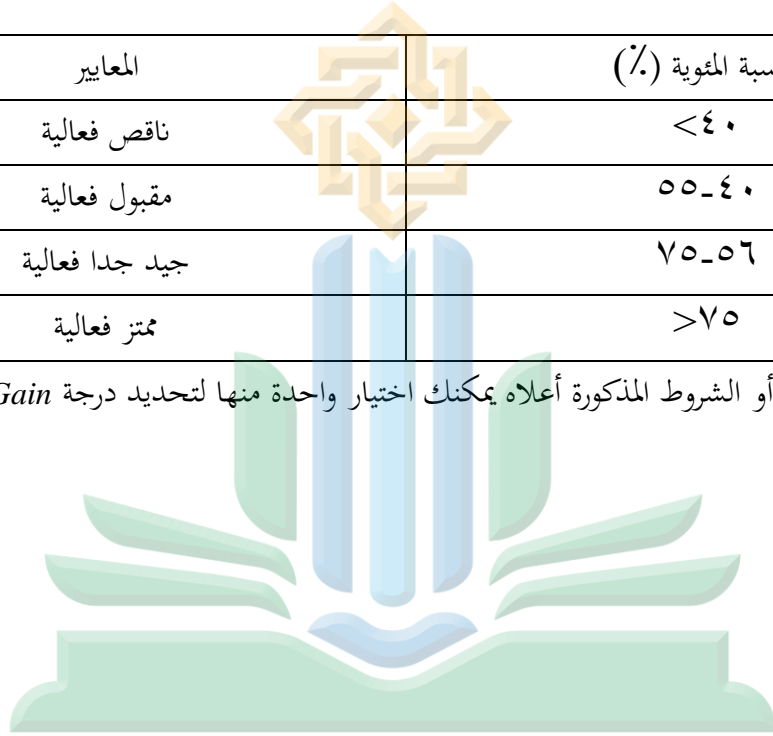 سبة المئوية (٪) المعايير
<٤٠ ناقص فعالية
٤٠-٥٥ مقبول فعالية
٥٦-٧٥ جيد جدا فعالية
>٧٥ ممتز فعالية
أو الشروط المذكورة أعلاه يمكنك اختيار واحدة منها لتحديد درجة Gain